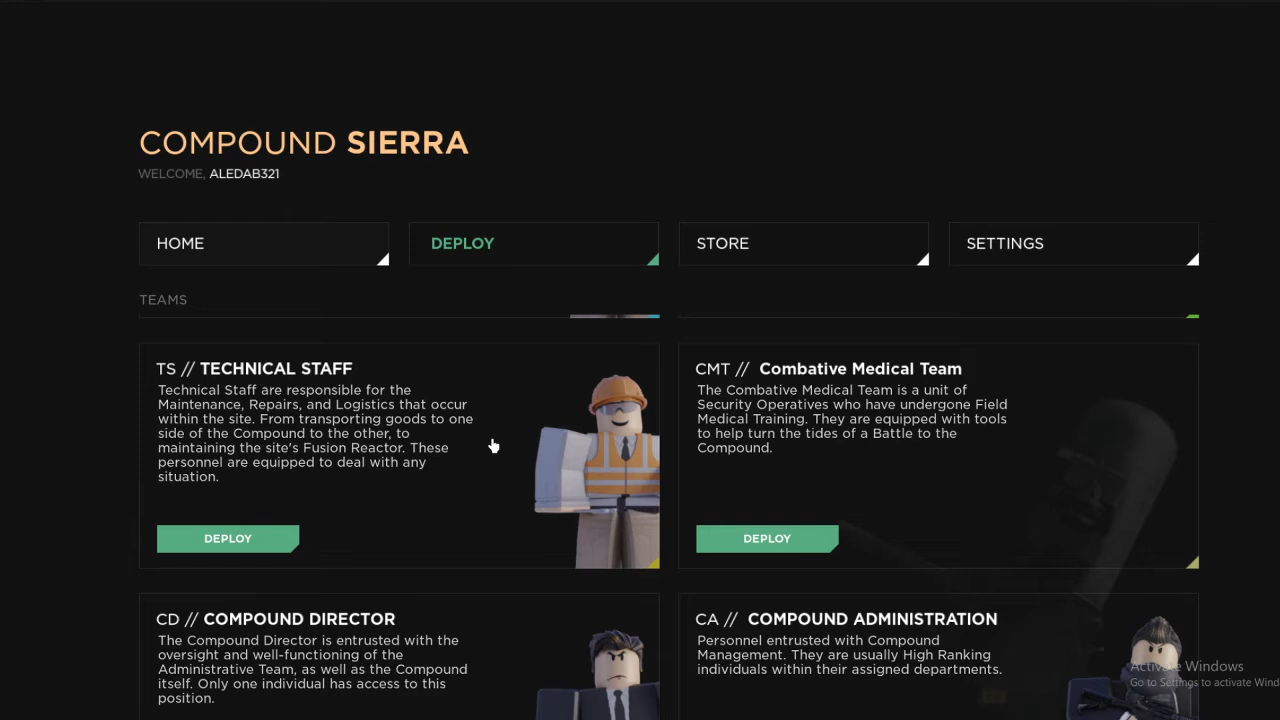 COMPOUND SIERRA
WELCOME, ALEDAB321
HOME
DEPLOY
STORE
SETTINGS
TEAMS
TS // TECHNICAL STAFF
Technical Staff are responsible for the
Maintenance, Repairs, and Logistics that occur
within the site. From transporting goods to one
side of the Compound to the other, to
maintaining the site's Fusion Reactor. These
personnel are equipped to deal with any
situation.
DEPLOY
CMT // Combative Medical Team
The Combative Medical Team is a unit of
Security Operatives who have undergone Field
Medical Training. They are equipped with tools
to help turn the tides of a Battle to the
Compound.
DEPLOY
CD // COMPOUND DIRECTOR
The Compound Director is entrusted with the
oversight and well-functioning of the
Administrative Team, as well as the Compound
itself. Only one individual has access to this
position.
CA // COMPOUND ADMINISTRATION
Personnel entrusted with Compound
Management. They are usually High Ranking
individuals within their assigned departments.
Activate Windows
Go to Settings to activate Wind